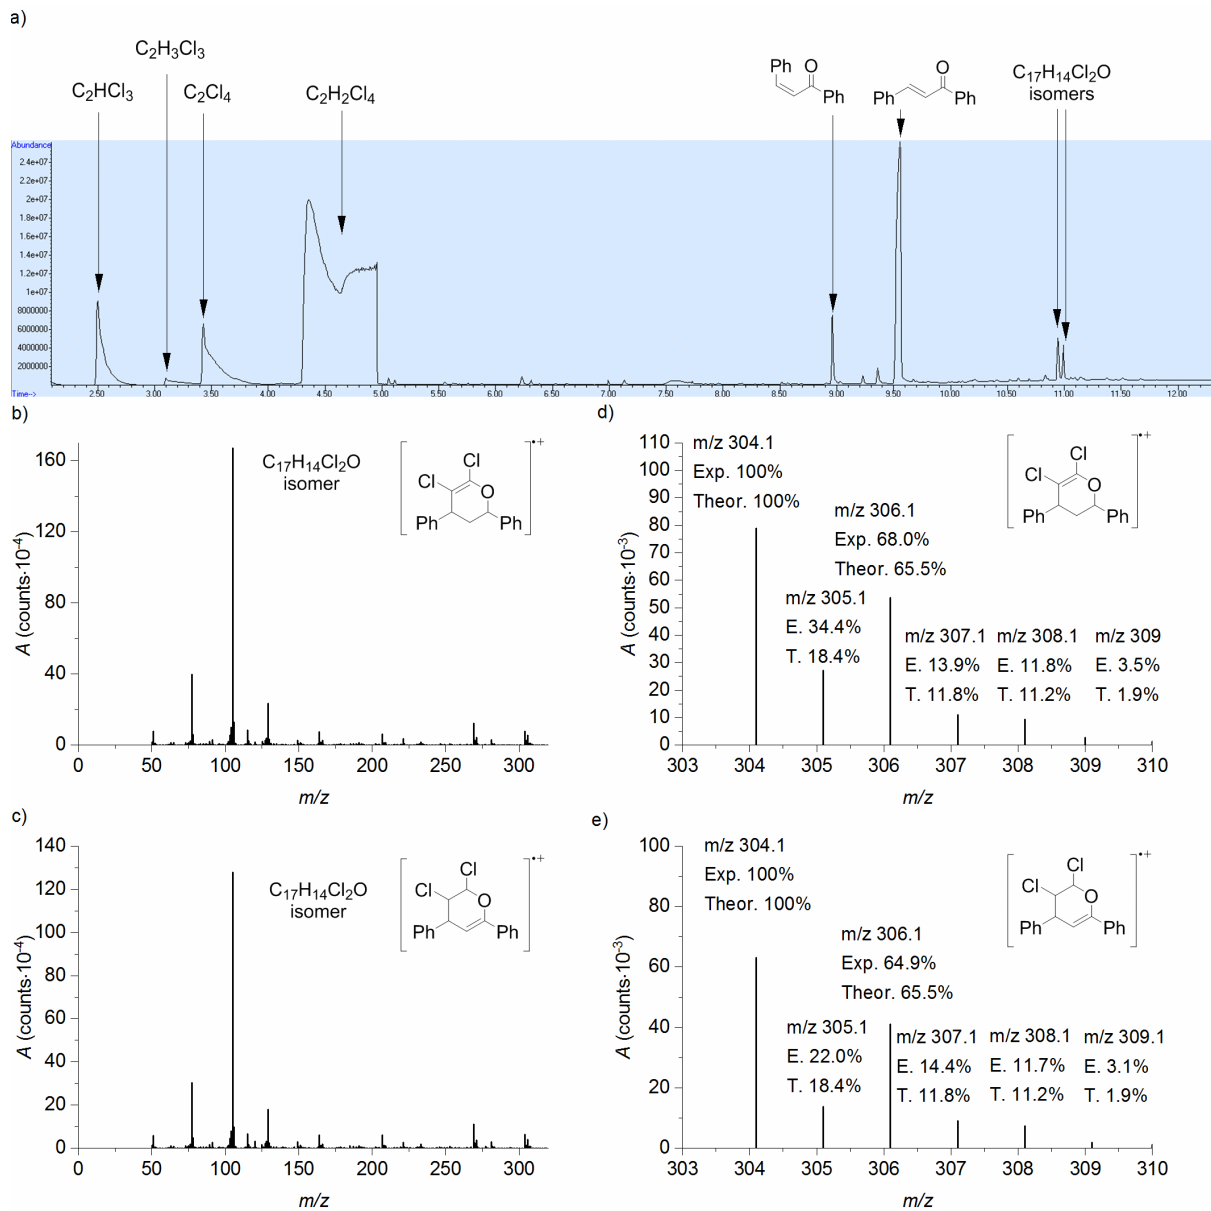 a)
C2H3Cl3
C2HCl3
C2Cl4
C2H2Cl4
Ph
O
Ph
O
Ph
Ph
C17H14Cl2O
isomers
Abundance
2.4e+07
2.2e+07
2e+07
1.8e+07
1.6e+07
1.4e+07
1.2e+07
1e+07
8000000
6000000
4000000
2000000
Time-->
2.50 3.00 3.50 4.00 4.50 5.00 5.50 6.00 6.50 7.00 7.50 8.00 8.50 9.00 9.50 10.00 10.50 11.00 11.50 12.00
b)
C17H14Cl2O
isomer
Cl
Cl
O
Ph
Ph
•+
160
120
80
40
0
A (counts·10-4)
0 50 100 150 200 250 300
m/z
d)
m/z 304.1
Exp. 100%
Theor. 100%
m/z 306.1
Exp. 68.0%
Theor. 65.5%
m/z 305.1
E. 34.4%
T. 18.4%
m/z 307.1
E. 13.9%
T. 11.8%
m/z 308.1
E. 11.8%
T. 11.2%
m/z 309
E. 3.5%
T. 1.9%
Cl
Cl
O
Ph
Ph
•+
110
100
90
80
70
60
50
40
30
20
10
0
A (counts·10-3)
303 304 305 306 307 308 309 310
m/z
c)
C17H14Cl2O
isomer
Cl
Cl
O
Ph
Ph
•+
140
120
100
80
60
40
20
0
A (counts·10-4)
0 50 100 150 200 250 300
m/z
e)
m/z 304.1
Exp. 100%
Theor. 100%
m/z 306.1
Exp. 64.9%
Theor. 65.5%
m/z 305.1
E. 22.0%
T. 18.4%
m/z 307.1
E. 14.4%
T. 11.8%
m/z 308.1
E. 11.7%
T. 11.2%
m/z 309.1
E. 3.1%
T. 1.9%
Cl
Cl
O
Ph
Ph
•+
100
80
60
40
20
0
A (counts·10-3)
303 304 305 306 307 308 309 310
m/z